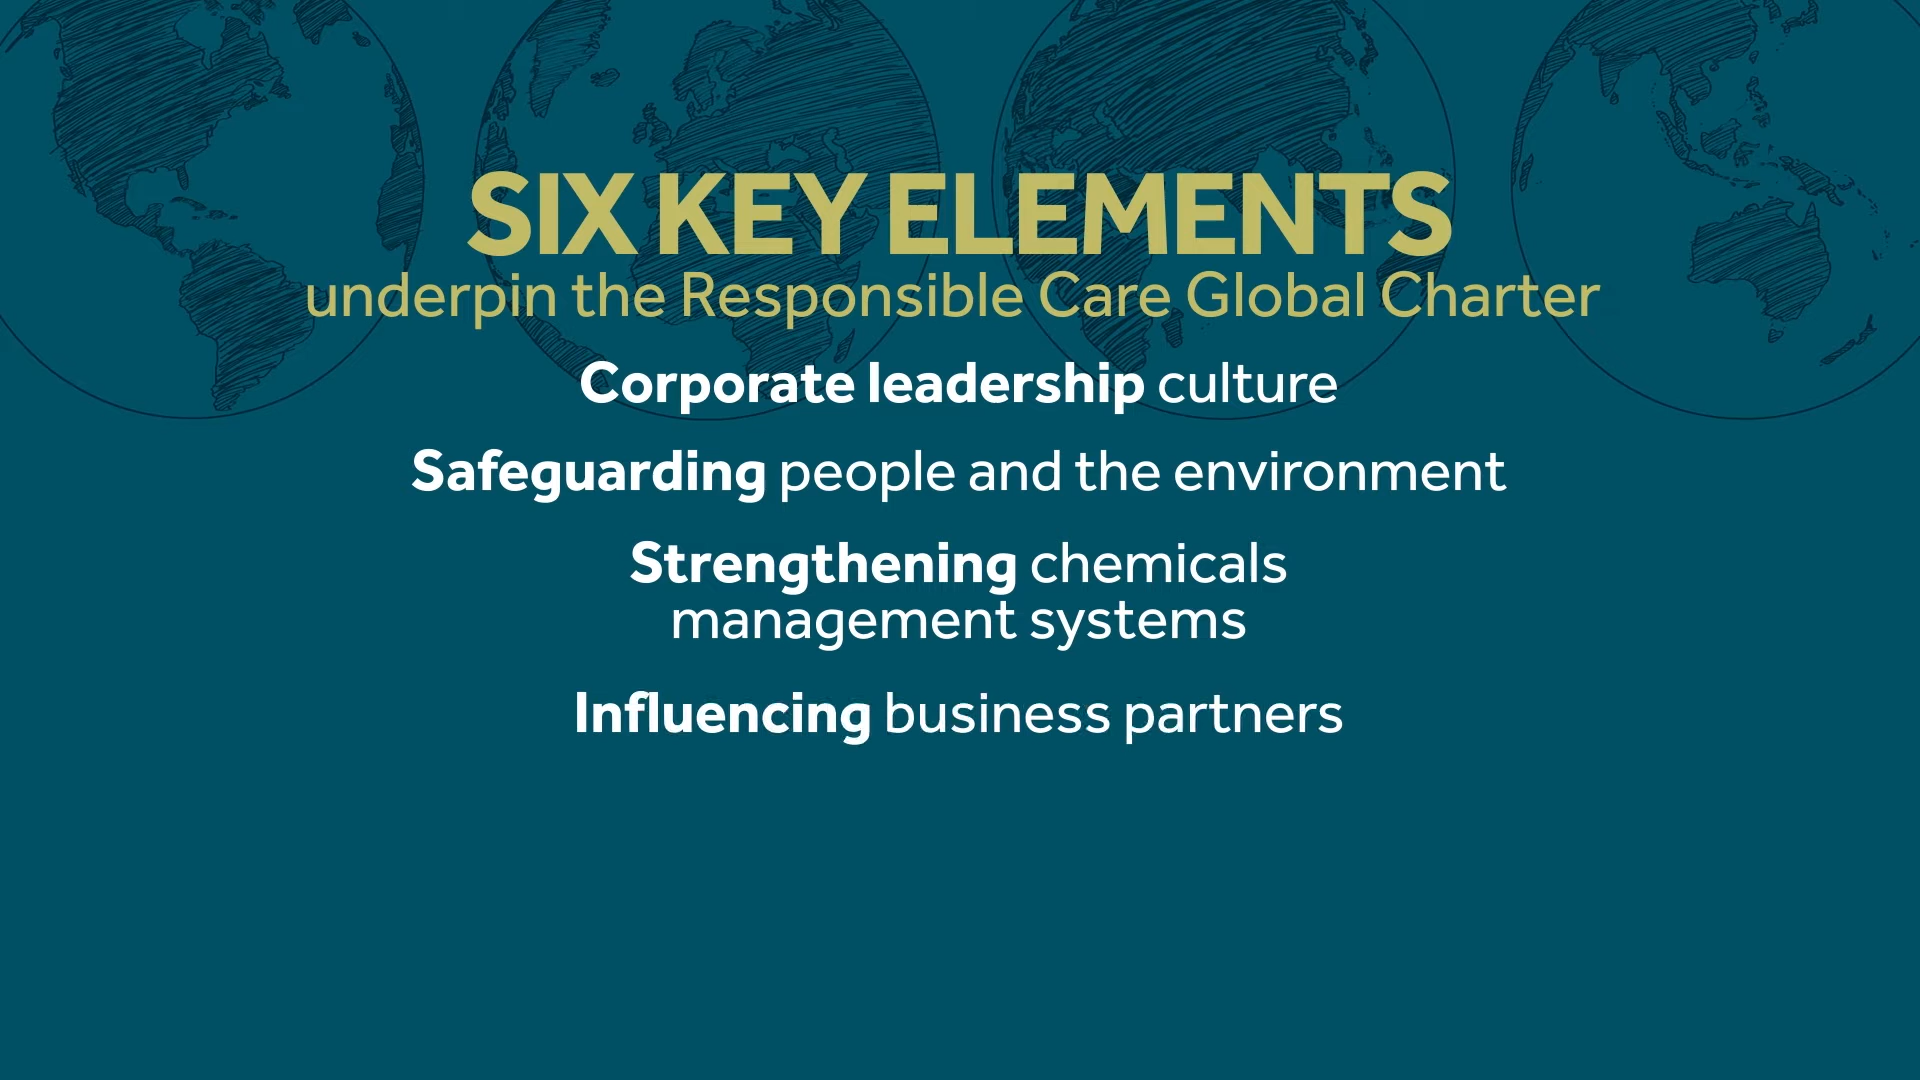 SIX KEY ELEMENTS
underpin the Responsible Care Global Charter
Corporate leadership culture
Safeguarding people and the environment
Strengthening chemicals
management systems
Influencing business partners